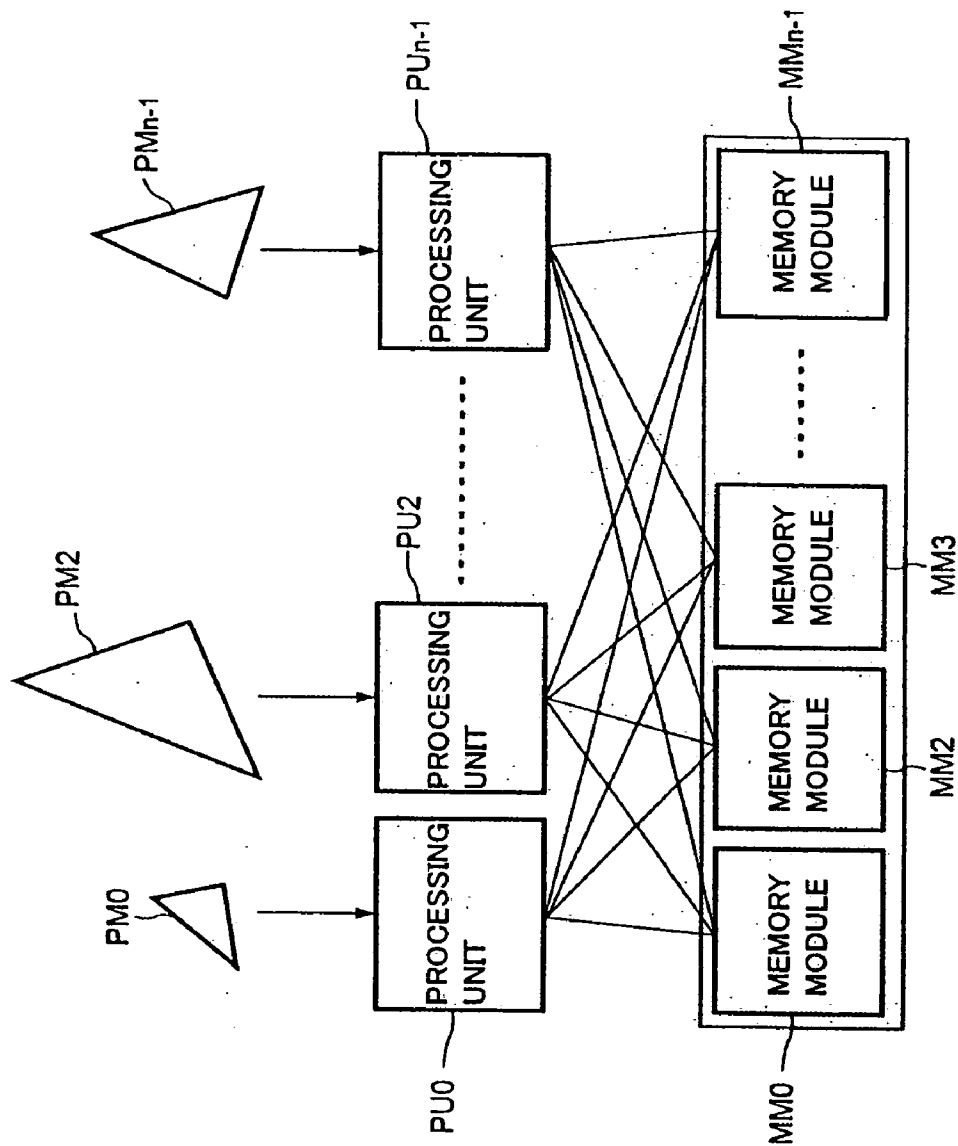 PM0
PM2
PMn-1
PU0
PU2
PUn-1
PROCESSING
UNIT
PROCESSING
UNIT
PROCESSING
UNIT
MEMORY
MODULE
MEMORY
MODULE
MEMORY
MODULE
MEMORY
MODULE
MM0
MM2
MM3
MMn-1